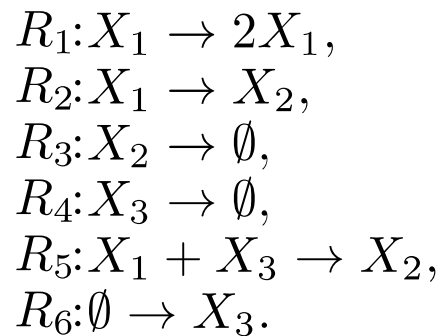 R₁: X₁ → 2X₁,
R₂: X₁ → X₂,
R₃: X₂ → ∅,
R₄: X₃ → ∅,
R₅: X₁ + X₃ → X₂,
R₆: ∅ → X₃.